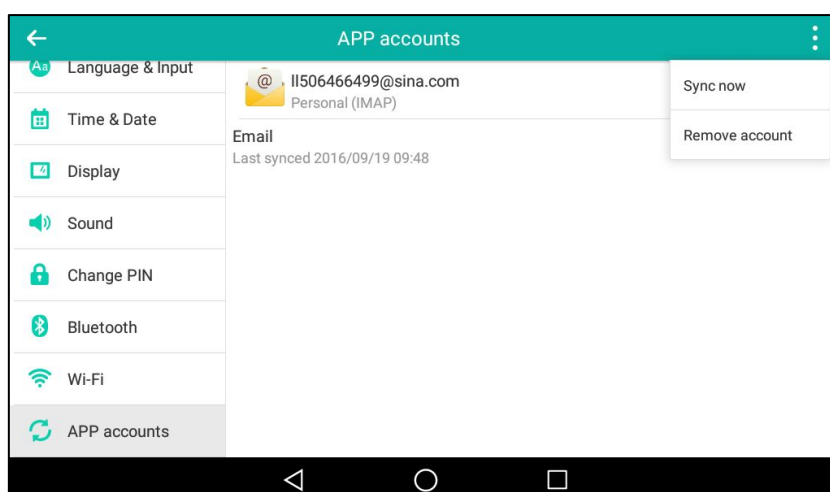 APP accounts
Aa Language & Input
Time & Date
Display
Sound
Change PIN
Bluetooth
Wi-Fi
APP accounts
@ ll506466499@sina.com
Personal (IMAP)
Email
Last synced 2016/09/19 09:48
Sync now
Remove account